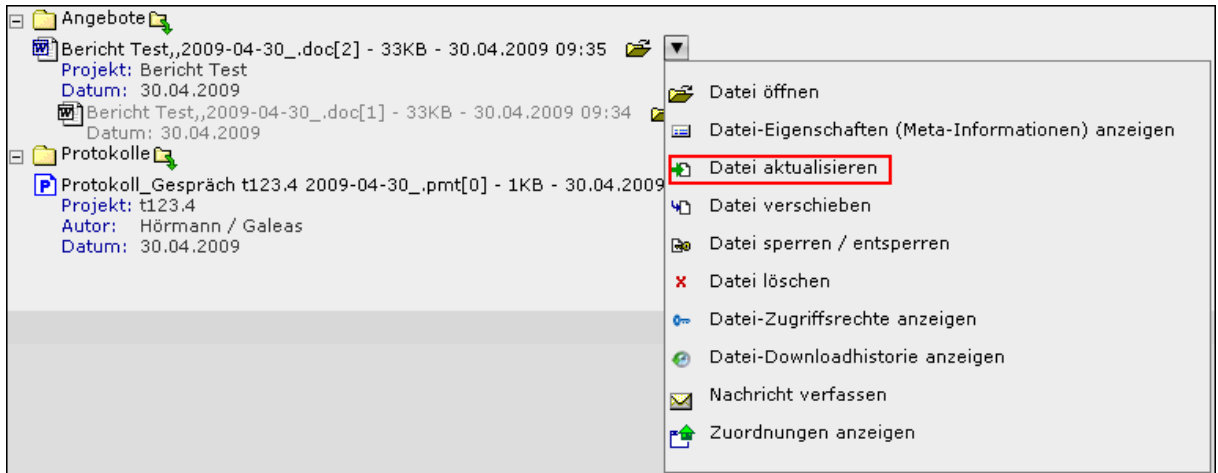 Angebote
Bericht Test,,2009-04-30_.doc[2] - 33KB - 30.04.2009 09:35
Projekt: Bericht Test
Datum: 30.04.2009
Bericht Test,,2009-04-30_.doc[1] - 33KB - 30.04.2009 09:34
Datum: 30.04.2009
Protokolle
Protokoll_Gespräch t123.4 2009-04-30_.pmt[0] - 1KB - 30.04.2009
Projekt: t123.4
Autor: Hörmann / Galeas
Datum: 30.04.2009
Datei öffnen
Datei-Eigenschaften (Meta-Informationen) anzeigen
Datei aktualisieren
Datei verschieben
Datei sperren / entsperren
Datei löschen
Datei-Zugriffsrechte anzeigen
Datei-Downloadhistorie anzeigen
Nachricht verfassen
Zuordnungen anzeigen